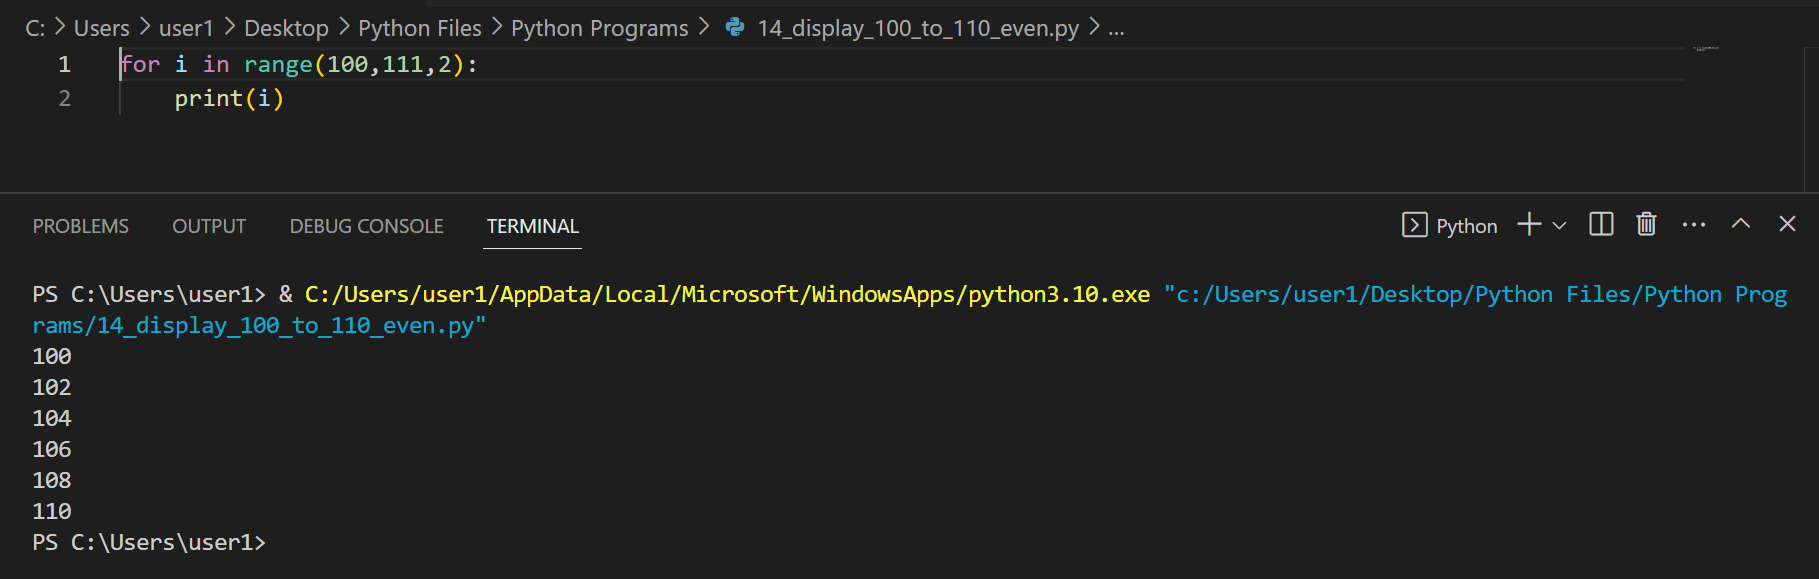 C: > Users > user1 > Desktop > Python Files > Python Programs > 14_display_100_to_110_even.py > ...
1 for i in range(100,111,2):
2     print(i)
PROBLEMS OUTPUT DEBUG CONSOLE TERMINAL Python
PS C:\Users\user1> & C:/Users/user1/AppData/Local/Microsoft/WindowsApps/python3.10.exe "c:/Users/user1/Desktop/Python Files/Python Prog
rams/14_display_100_to_110_even.py"
100
102
104
106
108
110
PS C:\Users\user1>